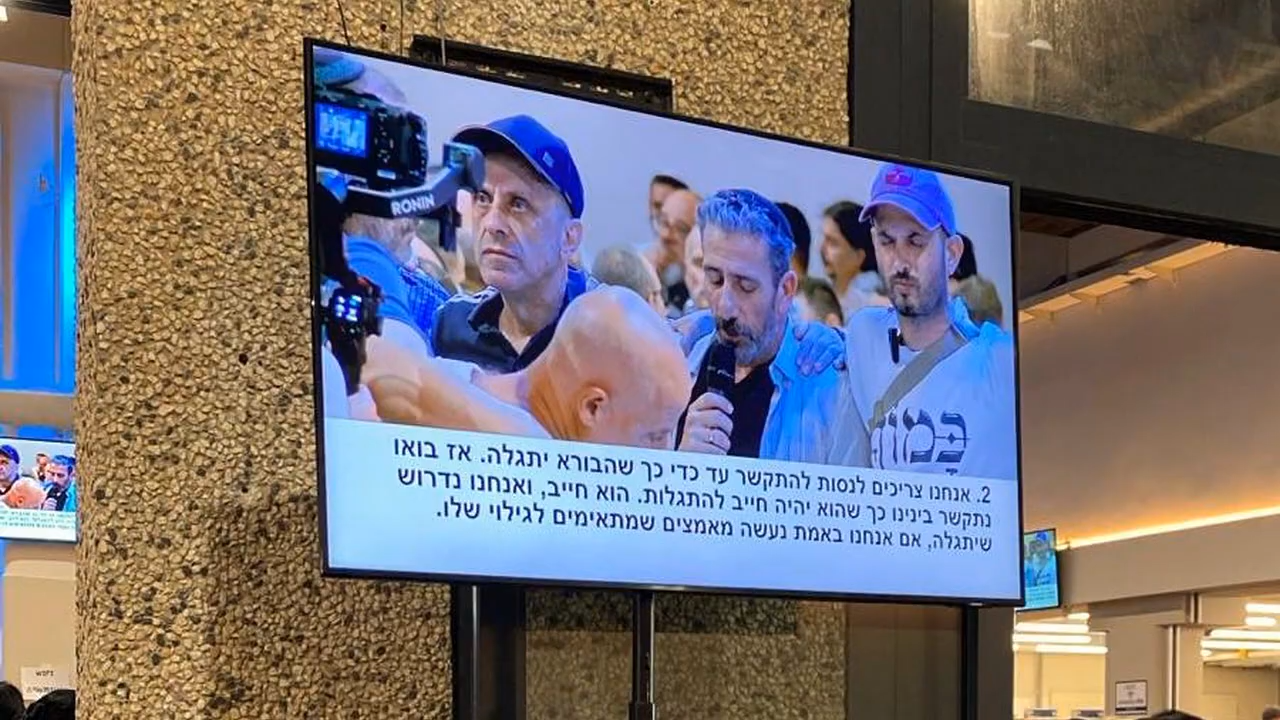 RONIN
כמו
2. אנחנו צריכים לנסות להתקשר עד כדי כך שהבורא יתגלה. אז בואו
נתקשר בינינו כך שהוא יהיה חייב להתגלות. הוא חייב, ואנחנו נדרוש
שיתגלה, אם אנחנו באמת נעשה מאמצים שמתאימים לגילוי שלו.